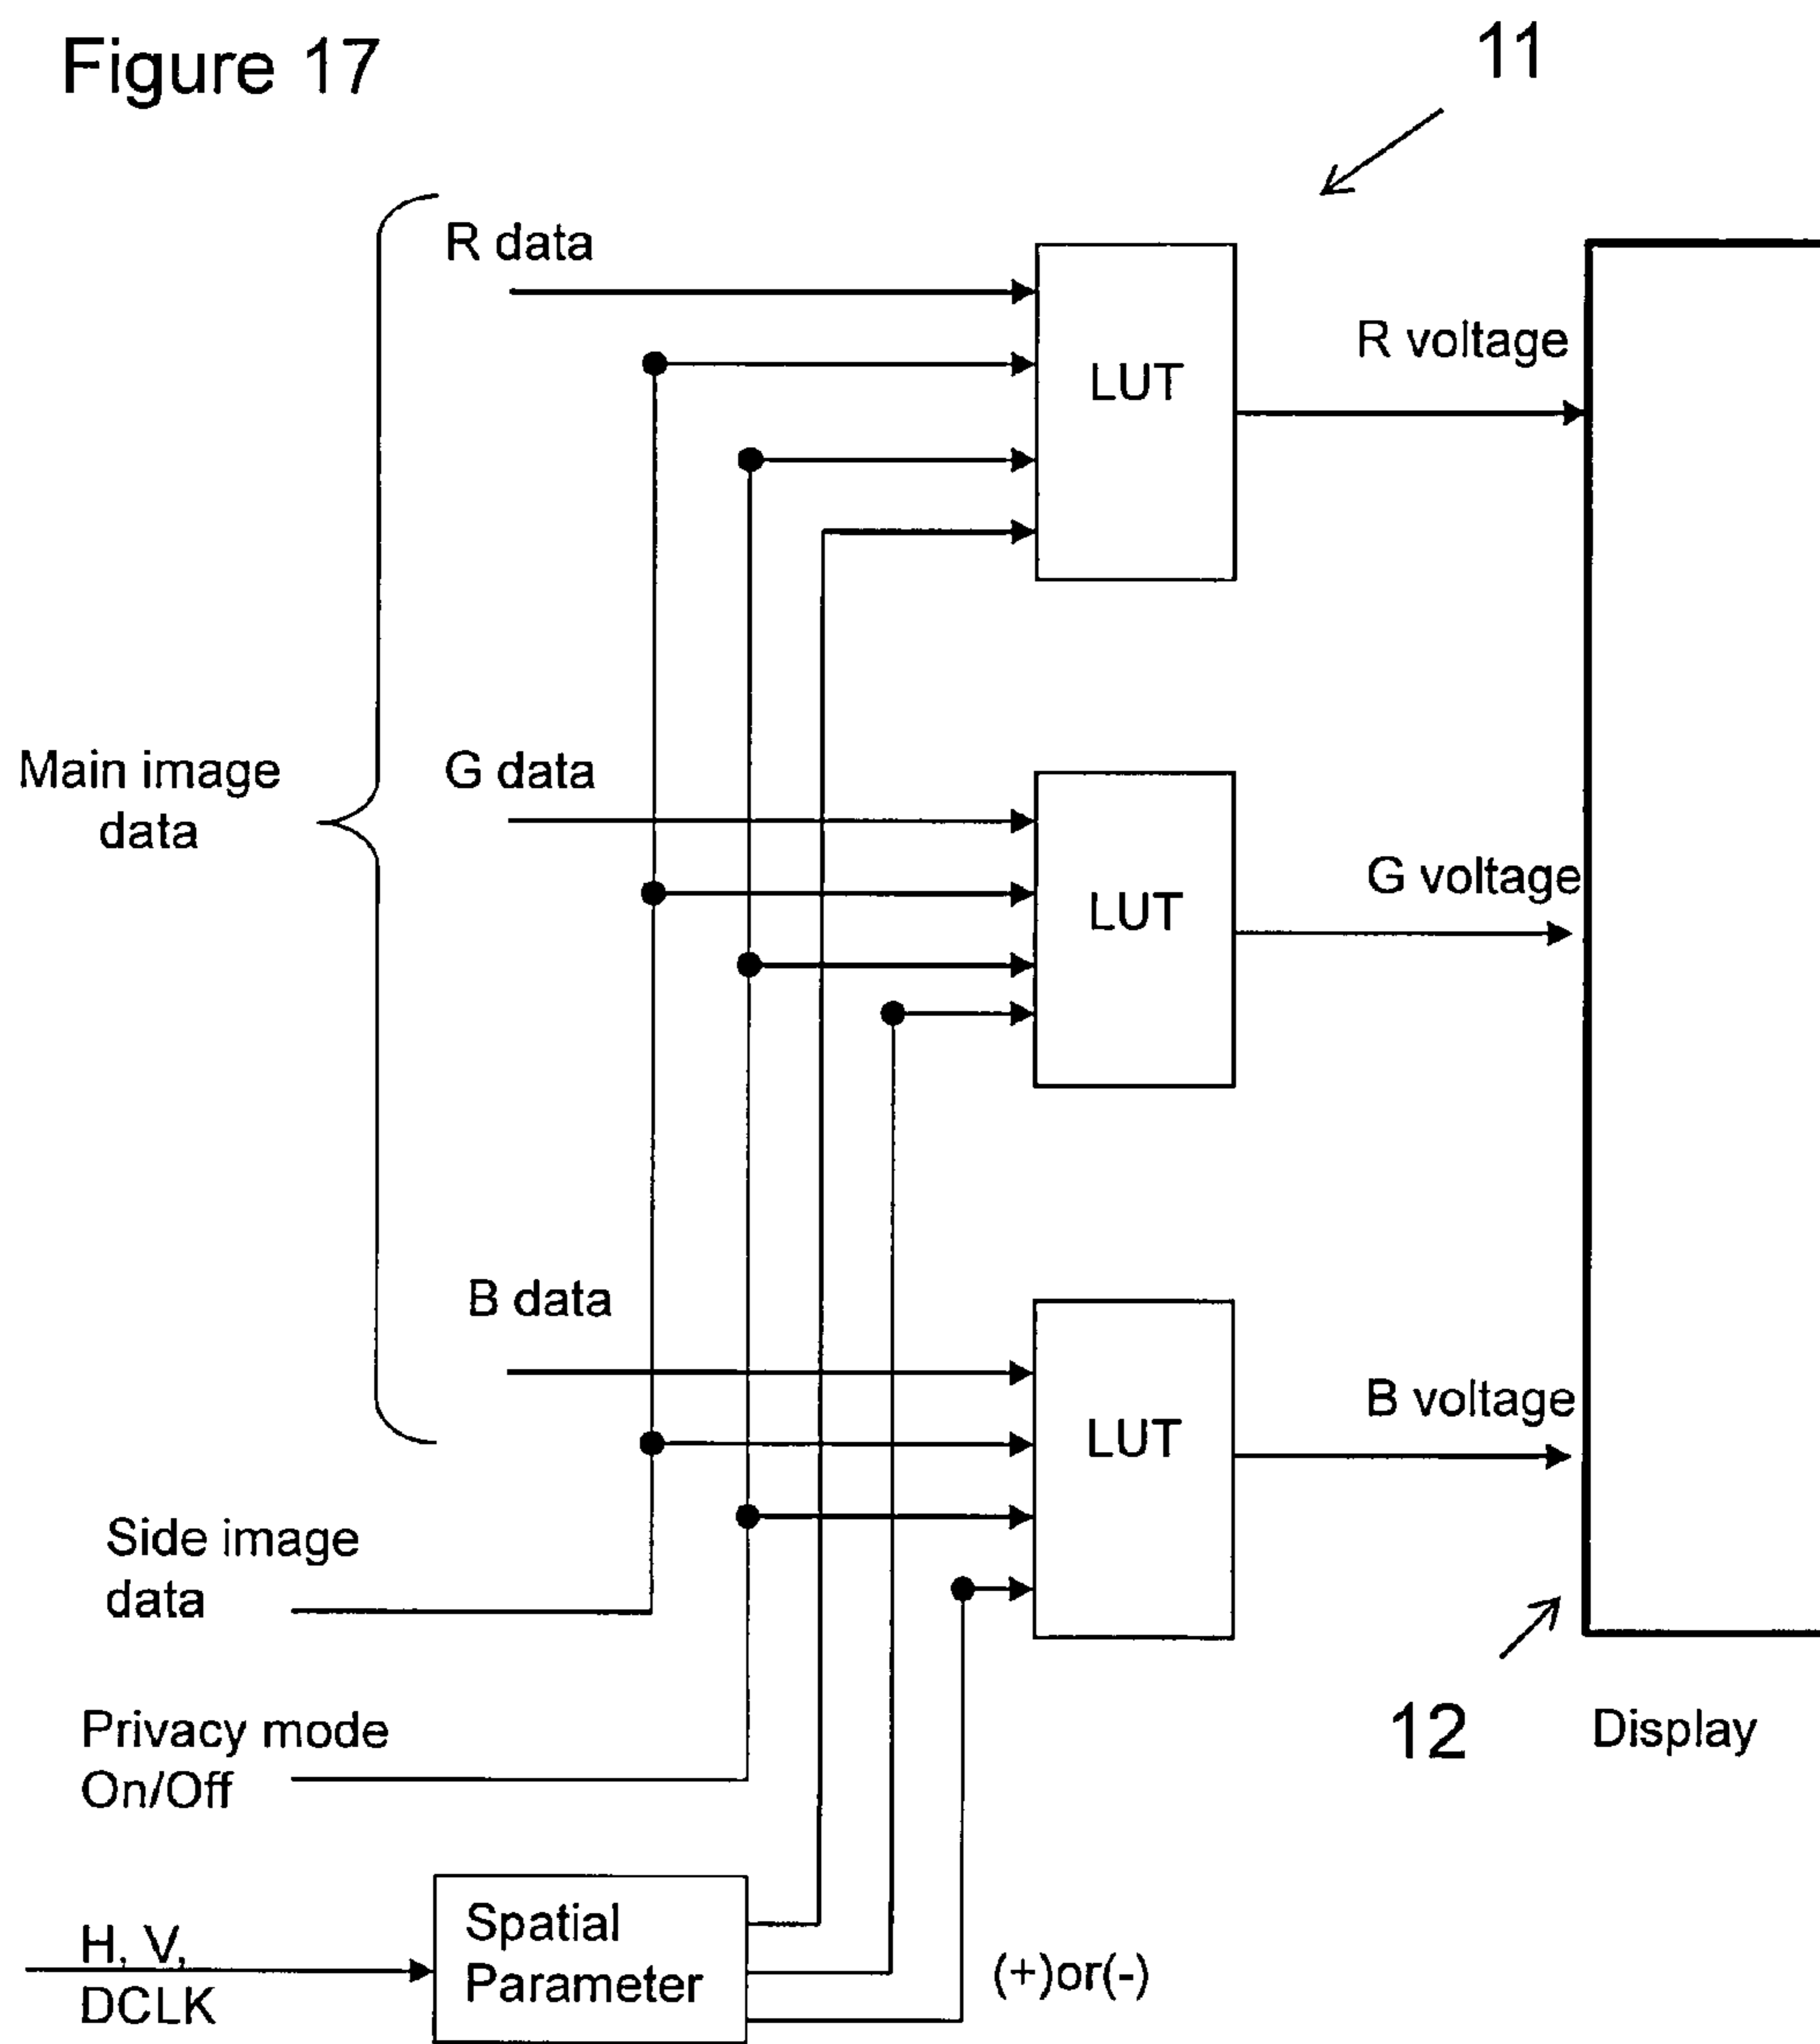 Figure 17
11
R data
LUT
R voltage
Main image
data
G data
LUT
G voltage
B data
LUT
B voltage
Side image
data
Privacy mode
On/Off
12
Display
H, V,
DCLK
Spatial
Parameter
(+)or(-)